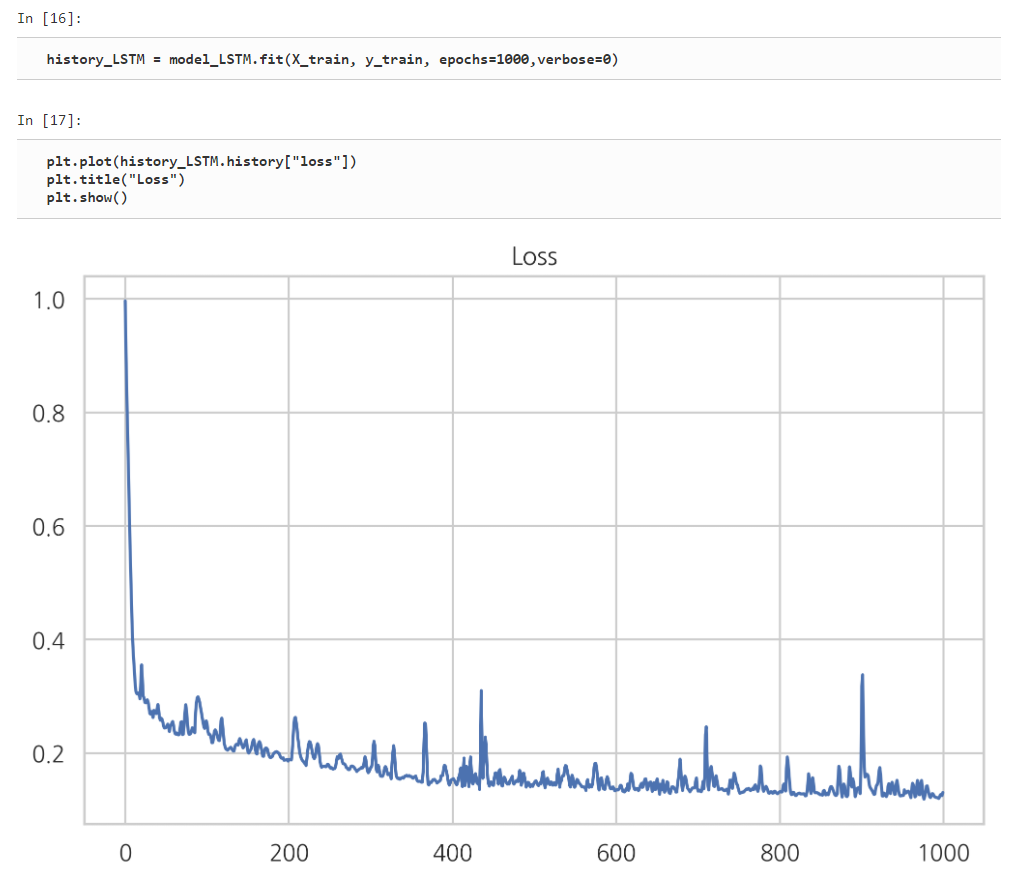 In [16]:
history_LSTM = model_LSTM.fit(X_train, y_train, epochs=1000,verbose=0)
In [17]:
plt.plot(history_LSTM.history["loss"])
plt.title("Loss")
plt.show()
Loss
1.0
0.8
0.6
0.4
0.2
0 200 400 600 800 1000